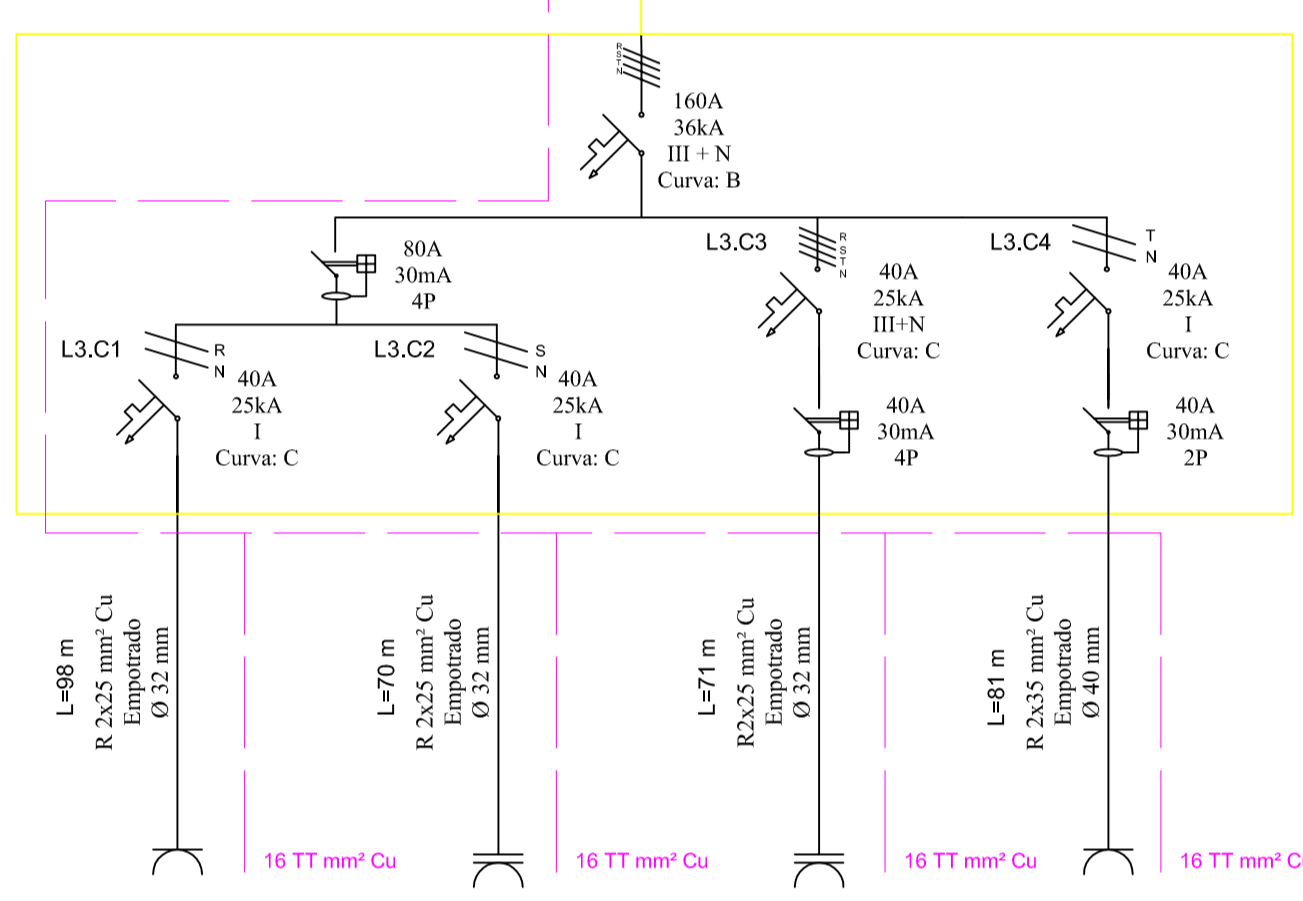 R
S
T
N
160A
36kA
III + N
Curva: B
80A
30mA
4P
L3.C3
R
S
T
N
40A
25kA
III+N
Curva: C
L3.C4
T
N
40A
25kA
I
Curva: C
L3.C1
R
N
40A
25kA
I
Curva: C
L3.C2
S
N
40A
25kA
I
Curva: C
40A
30mA
4P
40A
30mA
2P
L=98 m
R 2x25 mm² Cu
Empotrado
Ø 32 mm
L=70 m
R 2x25 mm² Cu
Empotrado
Ø 32 mm
L=71 m
R2x25 mm² Cu
Empotrado
Ø 32 mm
L=81 m
R 2x35 mm² Cu
Empotrado
Ø 40 mm
16 TT mm² Cu
16 TT mm² Cu
16 TT mm² Cu
16 TT mm² C